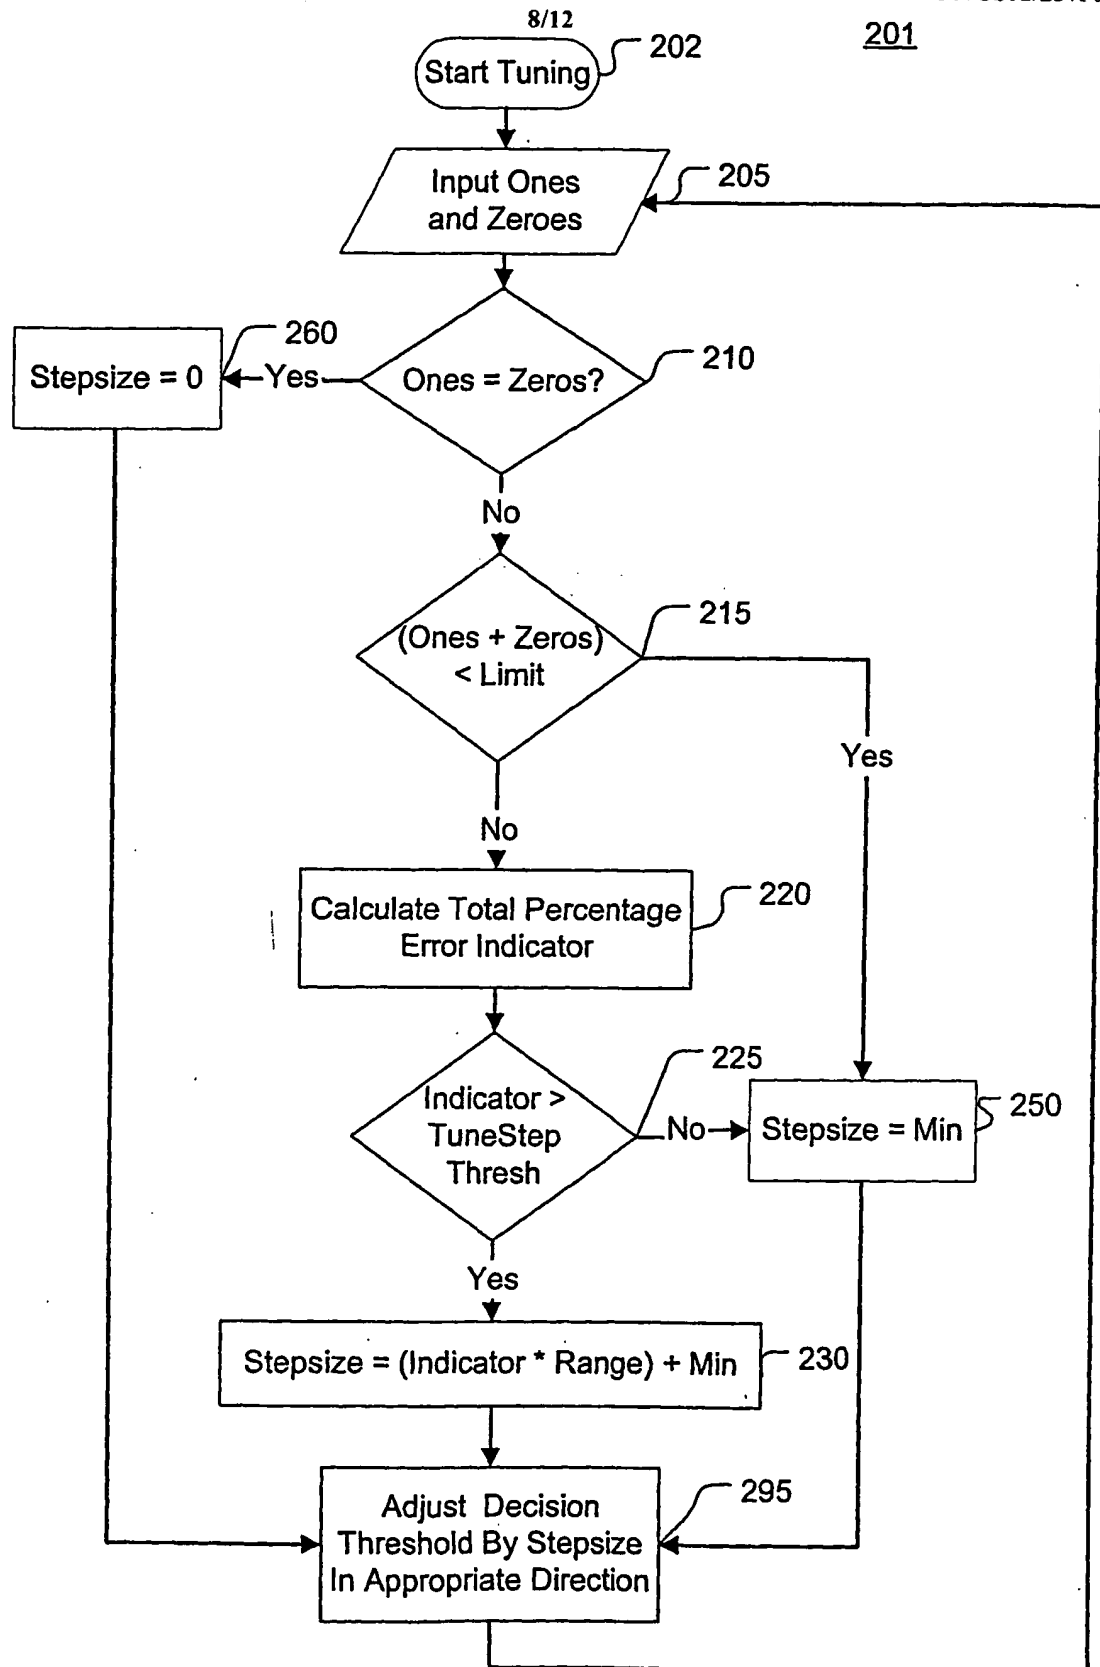 8/12
201
Start Tuning
202
Input Ones
and Zeroes
205
Stepsize = 0
260
Yes
Ones = Zeros?
210
No
(Ones + Zeros)
< Limit
215
Yes
No
Calculate Total Percentage
Error Indicator
220
Indicator >
TuneStep
Thresh
225
No
Stepsize = Min
250
Yes
Stepsize = (Indicator * Range) + Min
230
Adjust Decision
Threshold By Stepsize
In Appropriate Direction
295